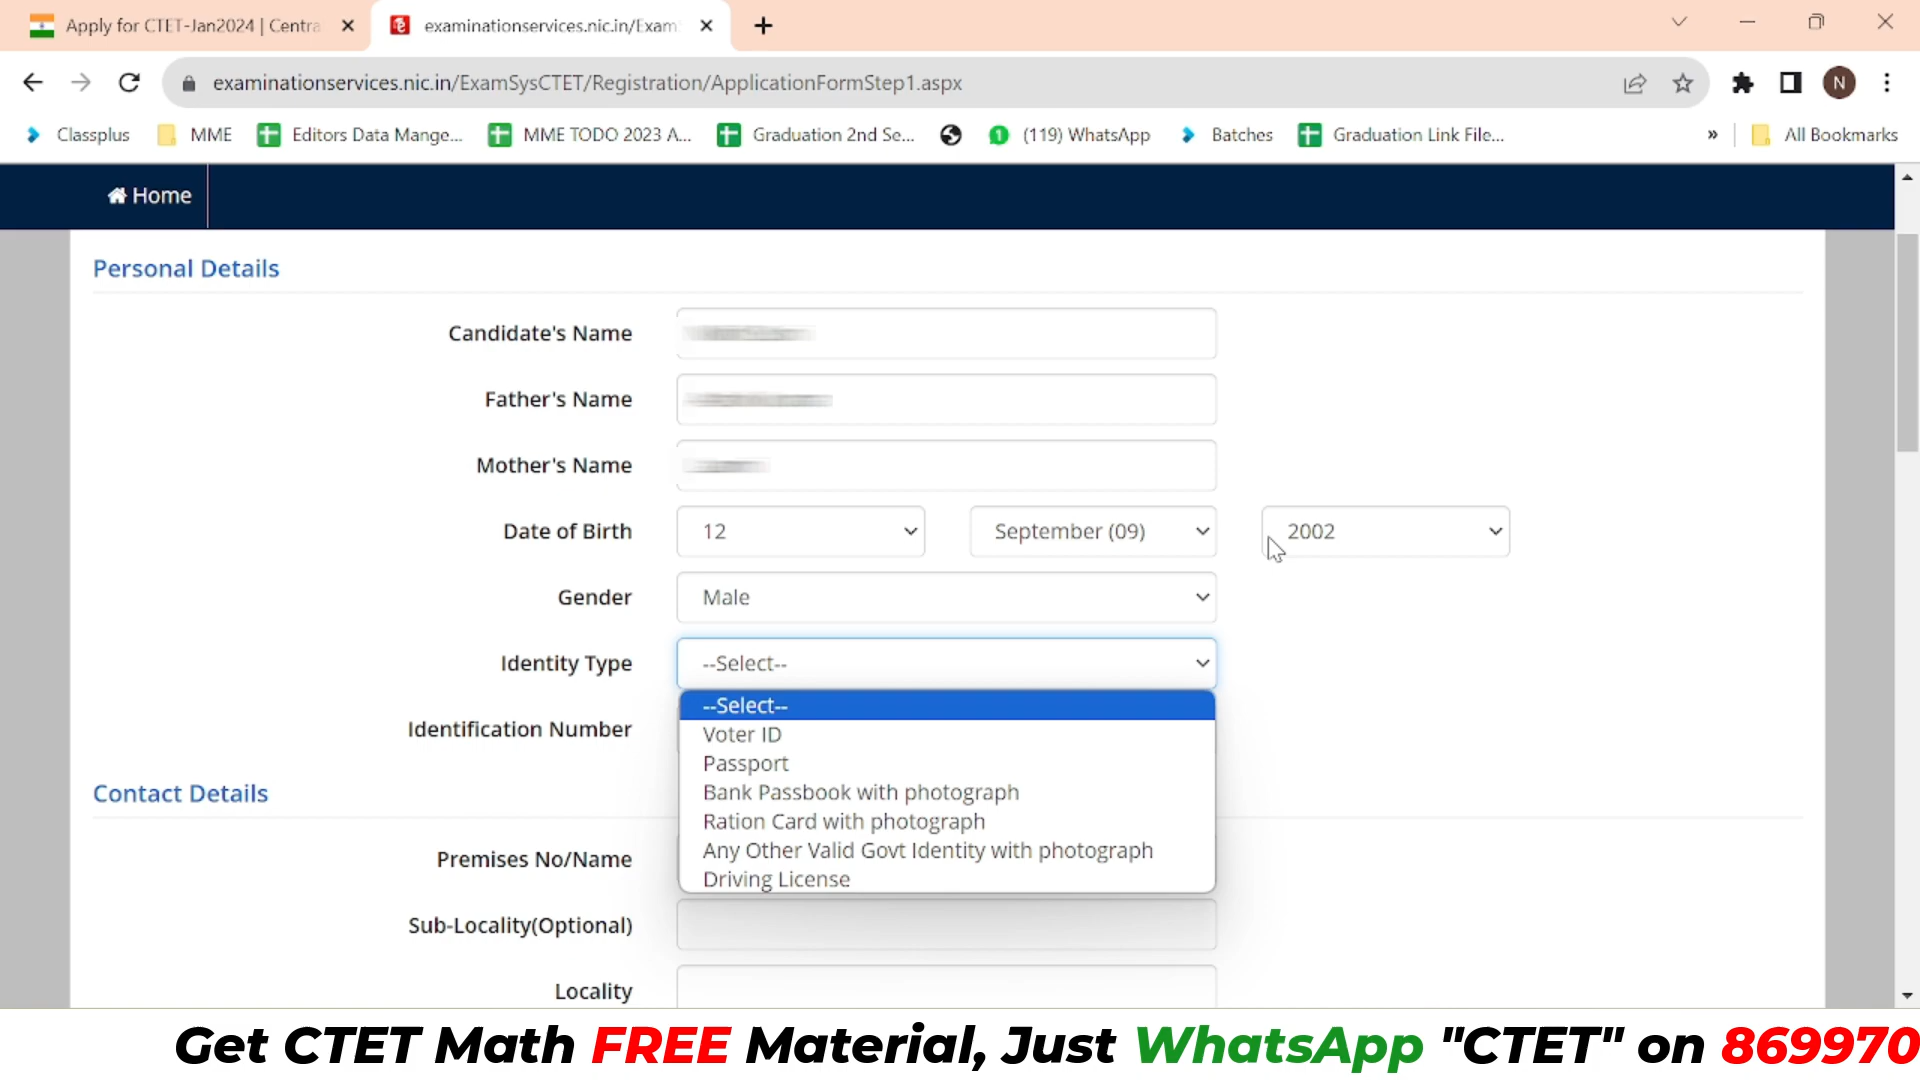 Apply for CTET-Jan2024 | Centra
examinationservices.nic.in/Exam
examinationservices.nic.in/ExamSysCTET/Registration/ApplicationFormStep1.aspx
N
Classplus
MME
Editors Data Mange...
MME TODO 2023 A...
Graduation 2nd Se...
1
(119) WhatsApp
Batches
Graduation Link File...
»
All Bookmarks
Home
Personal Details
Candidate's Name
Father's Name
Mother's Name
Date of Birth
12
September (09)
2002
Gender
Male
Identity Type
--Select--
--Select--
Voter ID
Passport
Bank Passbook with photograph
Ration Card with photograph
Any Other Valid Govt Identity with photograph
Driving License
Identification Number
Contact Details
Premises No/Name
Sub-Locality(Optional)
Locality
Get CTET Math FREE Material, Just WhatsApp "CTET" on 869970